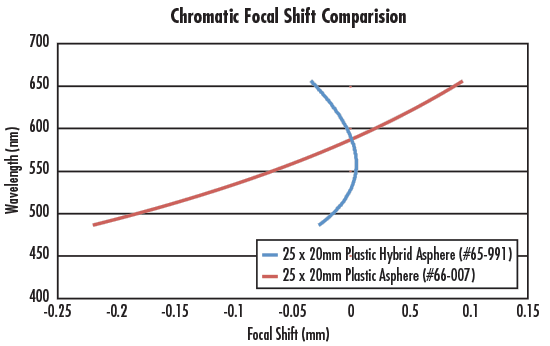 Chromatic Focal Shift Comparision
700
650
600
550
500
450
400
Wavelength (nm)
25 x 20mm Plastic Hybrid Asphere (#65-991)
25 x 20mm Plastic Asphere (#66-007)
-0.25 -0.2 -0.15 -0.1 -0.05 0 0.5 0.1 0.15
Focal Shift (mm)